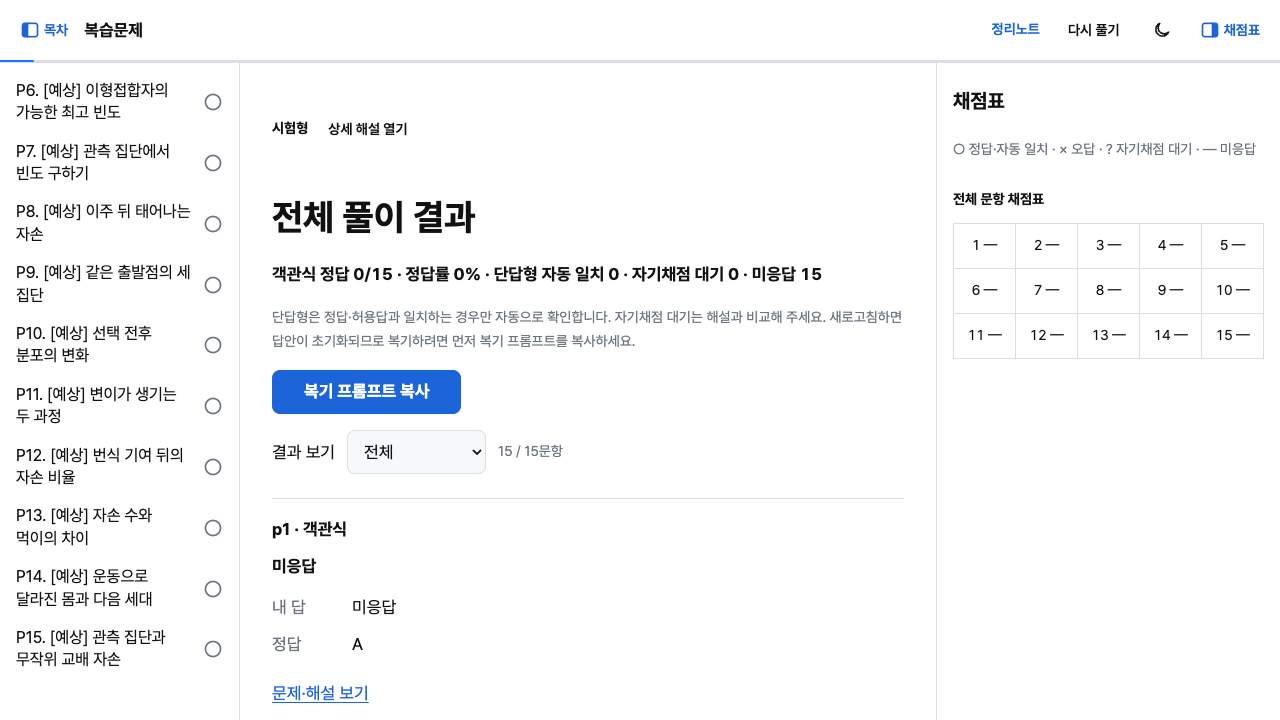 목차
복습문제
정리노트
다시 풀기
채점표
P6. [예상] 이형접합자의
가능한 최고 빈도
P7. [예상] 관측 집단에서
빈도 구하기
P8. [예상] 이주 뒤 태어나는
자손
P9. [예상] 같은 출발점의 세
집단
P10. [예상] 선택 전후
분포의 변화
P11. [예상] 변이가 생기는
두 과정
P12. [예상] 번식 기여 뒤의
자손 비율
P13. [예상] 자손 수와
먹이의 차이
P14. [예상] 운동으로
달라진 몸과 다음 세대
P15. [예상] 관측 집단과
무작위 교배 자손
시험형
상세 해설 열기
전체 풀이 결과
객관식 정답 0/15 · 정답률 0% · 단답형 자동 일치 0 · 자기채점 대기 0 · 미응답 15
단답형은 정답·허용답과 일치하는 경우만 자동으로 확인합니다. 자기채점 대기는 해설과 비교해 주세요. 새로고침하면
답안이 초기화되므로 복기하려면 먼저 복기 프롬프트를 복사하세요.
복기 프롬프트 복사
결과 보기
전체
15 / 15문항
p1 · 객관식
미응답
내 답 미응답
정답 A
문제·해설 보기
채점표
○ 정답·자동 일치 · × 오답 · ? 자기채점 대기 · — 미응답
전체 문항 채점표
1 — 2 — 3 — 4 — 5 —
6 — 7 — 8 — 9 — 10 —
11 — 12 — 13 — 14 — 15 —